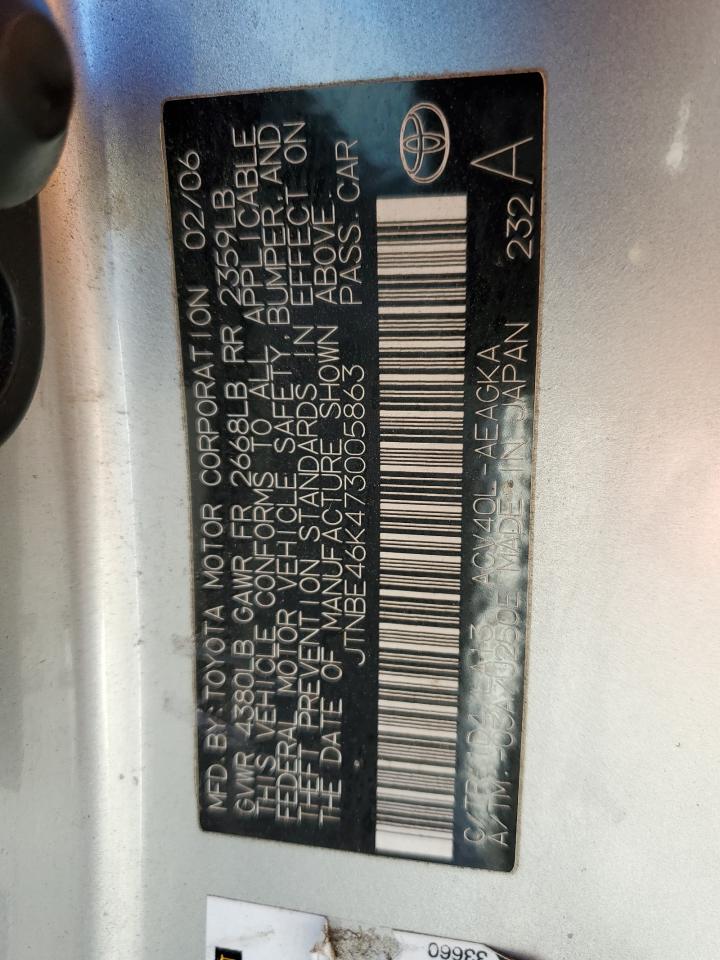 MFD. BY: TOYOTA MOTOR CORPORATION 02/06
GVWR 4380LB GAWR FR 2668LB RR 2359LB
THIS VEHICLE CONFORMS TO ALL APPLICABLE
FEDERAL MOTOR VEHICLE SAFETY, BUMPER, AND
THEFT PREVENTION STANDARDS IN EFFECT ON
THE DATE OF MANUFACTURE SHOWN ABOVE.
JTNBE46K473005863 PASS. CAR
C/TR: ACV40L-AEAGKA 232 A
A/TM: MADE IN JAPAN
33660